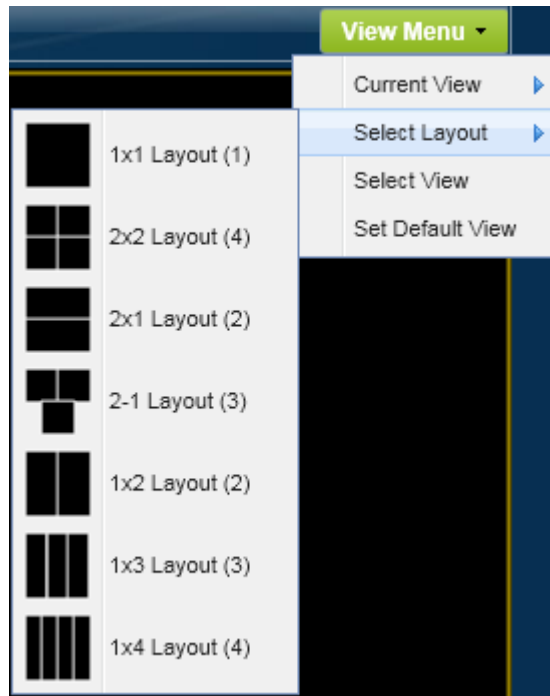 View Menu
Current View
Select Layout
Select View
Set Default View
1x1 Layout (1)
2x2 Layout (4)
2x1 Layout (2)
2-1 Layout (3)
1x2 Layout (2)
1x3 Layout (3)
1x4 Layout (4)